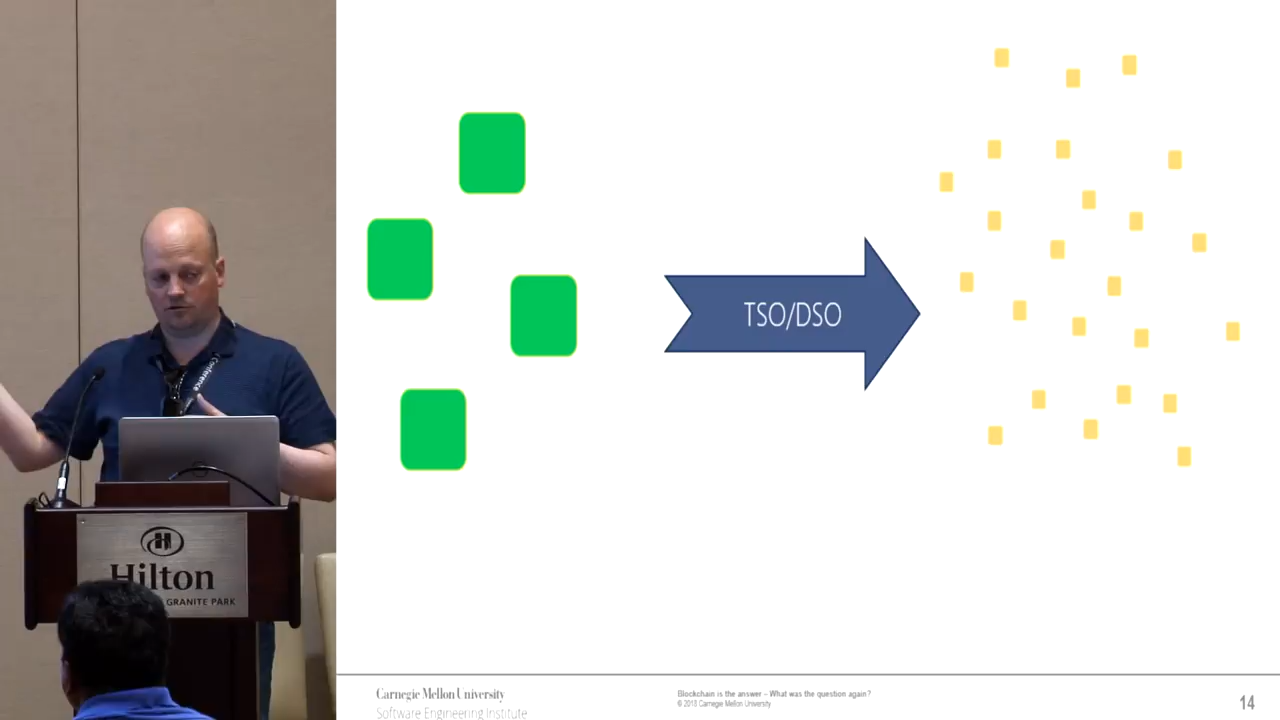 Conference
Hilton
GRANITE PARK
TSO/DSO
Carnegie Mellon University
Software Engineering Institute
Blockchain is the answer – What was the question again?
© 2018 Carnegie Mellon University
14